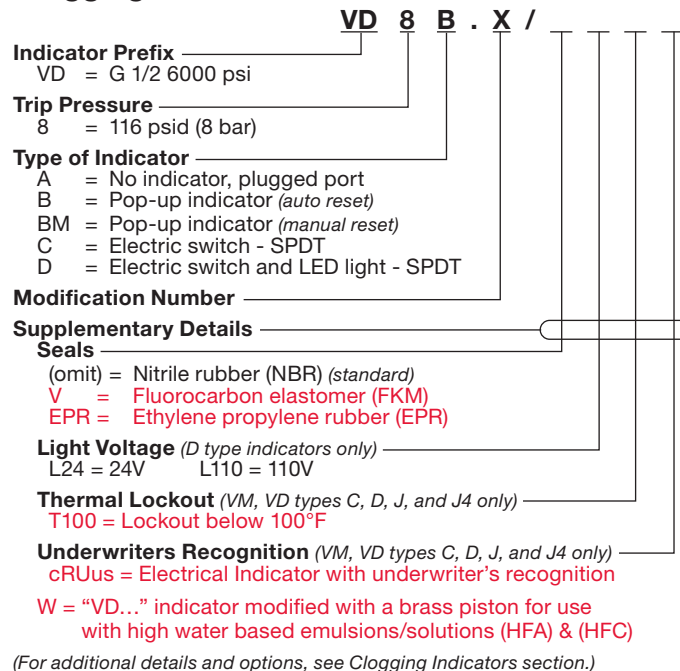 VD 8 B . X /
Indicator Prefix
VD = G 1/2 6000 psi
Trip Pressure
8 = 116 psid (8 bar)
Type of Indicator
A = No indicator, plugged port
B = Pop-up indicator (auto reset)
BM = Pop-up indicator (manual reset)
C = Electric switch - SPDT
D = Electric switch and LED light - SPDT
Modification Number
Supplementary Details
Seals
(omit) = Nitrile rubber (NBR) (standard)
V = Fluorocarbon elastomer (FKM)
EPR = Ethylene propylene rubber (EPR)
Light Voltage (D type indicators only)
L24 = 24V L110 = 110V
Thermal Lockout (VM, VD types C, D, J, and J4 only)
T100 = Lockout below 100°F
Underwriters Recognition (VM, VD types C, D, J, and J4 only)
cRUus = Electrical Indicator with underwriter's recognition
W = “VD…” indicator modified with a brass piston for use
with high water based emulsions/solutions (HFA) & (HFC)
(For additional details and options, see Clogging Indicators section.)